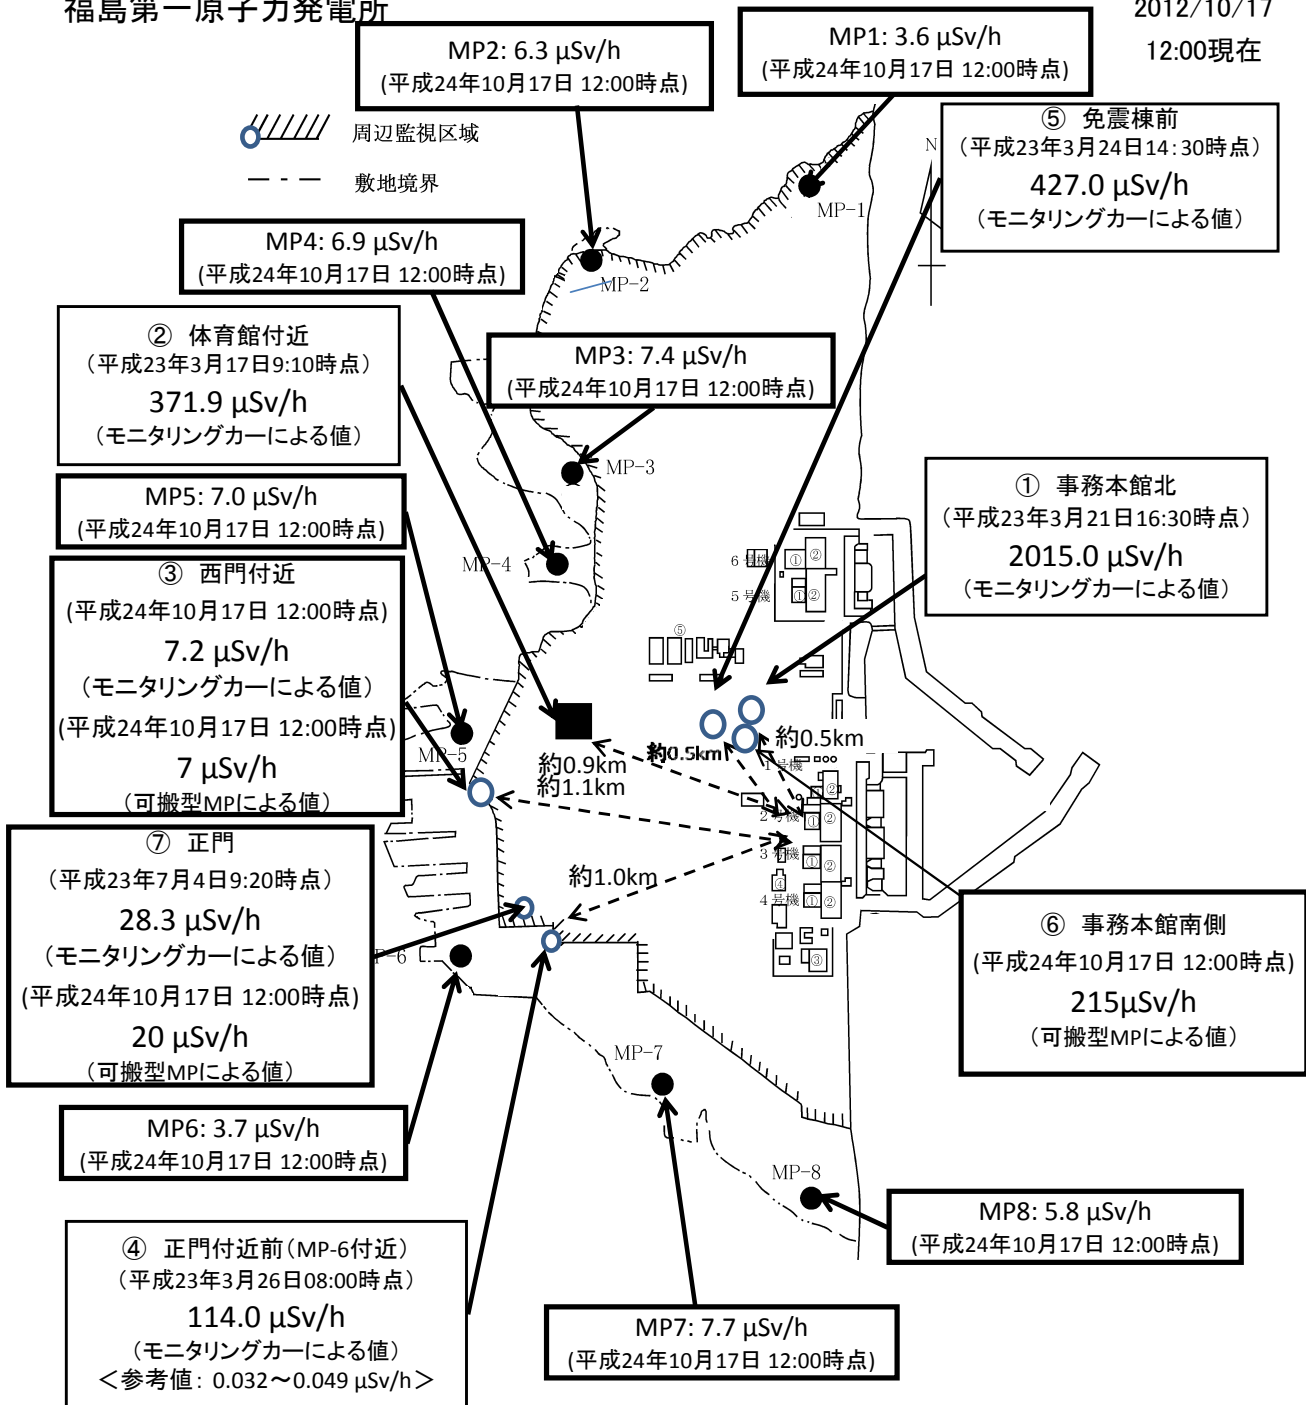 福島第一原子力発電所
2012/10/17
12:00現在
MP2: 6.3 μSv/h
(平成24年10月17日 12:00時点)
MP1: 3.6 μSv/h
(平成24年10月17日 12:00時点)
周辺監視区域
敷地境界
⑤ 免震棟前
(平成23年3月24日14:30時点)
427.0 μSv/h
(モニタリングカーによる値)
N
MP-1
MP4: 6.9 μSv/h
(平成24年10月17日 12:00時点)
MP-2
② 体育館付近
(平成23年3月17日9:10時点)
371.9 μSv/h
(モニタリングカーによる値)
MP3: 7.4 μSv/h
(平成24年10月17日 12:00時点)
MP-3
MP5: 7.0 μSv/h
(平成24年10月17日 12:00時点)
① 事務本館北
(平成23年3月21日16:30時点)
2015.0 μSv/h
(モニタリングカーによる値)
MP-4
6号機
①
②
5号機
①
②
③ 西門付近
(平成24年10月17日 12:00時点)
7.2 μSv/h
(モニタリングカーによる値)
(平成24年10月17日 12:00時点)
7 μSv/h
(可搬型MPによる値)
⑤
MP-5
約0.9km
約1.1km
約0.5km
約0.5km
1号機
②
2号機
①
②
3号機
①
②
④
4号機
①
②
③
⑦ 正門
(平成23年7月4日9:20時点)
28.3 μSv/h
(モニタリングカーによる値)
(平成24年10月17日 12:00時点)
20 μSv/h
(可搬型MPによる値)
約1.0km
P-6
⑥ 事務本館南側
(平成24年10月17日 12:00時点)
215μSv/h
(可搬型MPによる値)
MP-7
MP6: 3.7 μSv/h
(平成24年10月17日 12:00時点)
MP-8
MP8: 5.8 μSv/h
(平成24年10月17日 12:00時点)
④ 正門付近前(MP-6付近)
(平成23年3月26日08:00時点)
114.0 μSv/h
(モニタリングカーによる値)
<参考値: 0.032～0.049 μSv/h>
MP7: 7.7 μSv/h
(平成24年10月17日 12:00時点)